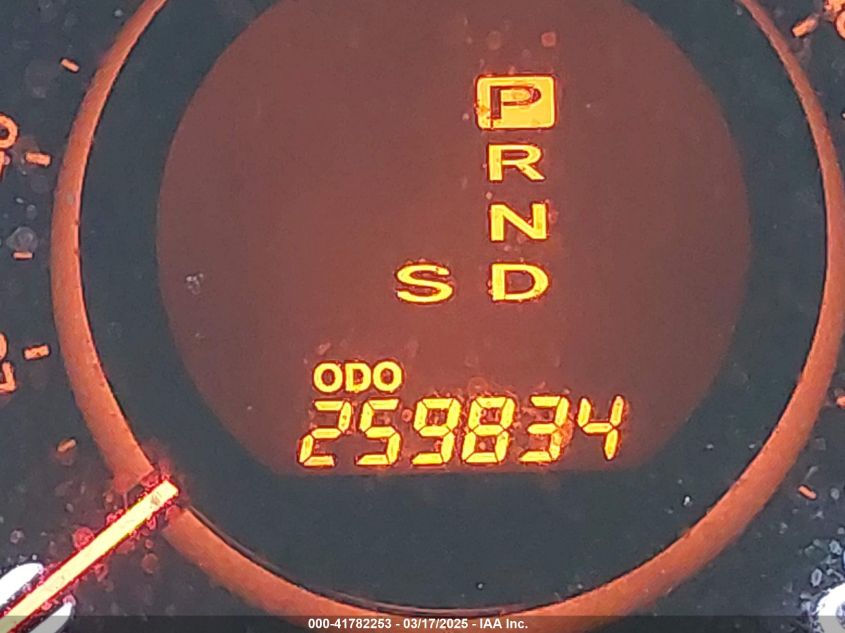 P
R
N
S D
ODO
259834
000-41782253 - 03/17/2025 - IAA Inc.